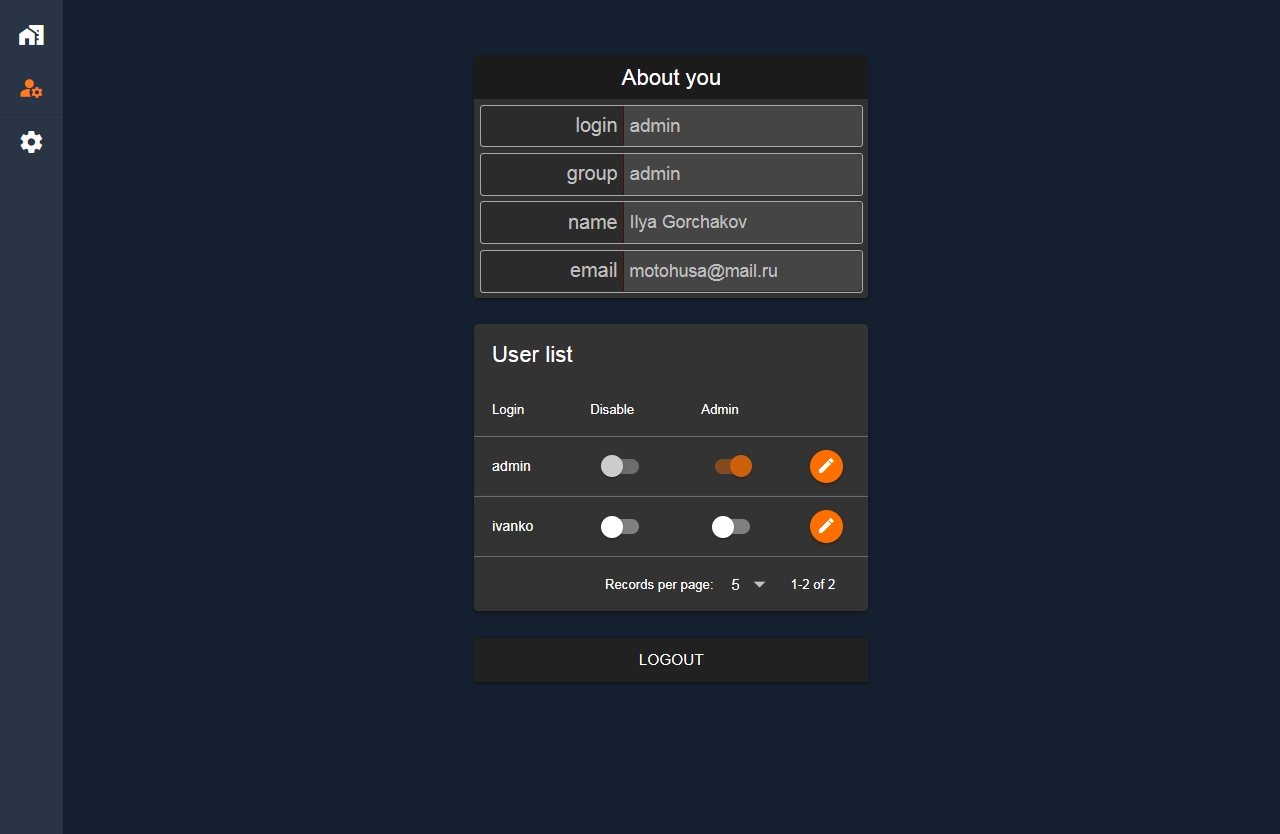 About you
login admin
group admin
name Ilya Gorchakov
email motohusa@mail.ru
User list
Login Disable Admin
admin
ivanko
Records per page: 5 1-2 of 2
LOGOUT